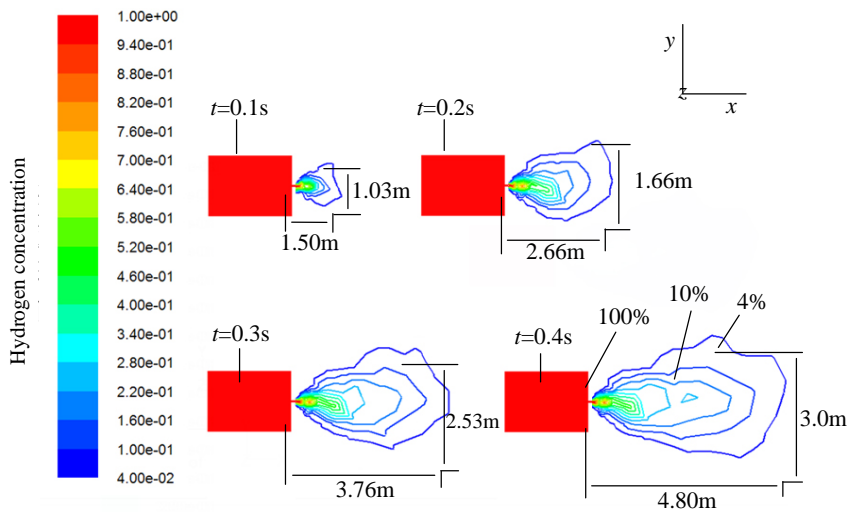 Hydrogen concentration
1.00e+00
9.40e-01
8.80e-01
8.20e-01
7.60e-01
7.00e-01
6.40e-01
5.80e-01
5.20e-01
4.60e-01
4.00e-01
3.40e-01
2.80e-01
2.20e-01
1.60e-01
1.00e-01
4.00e-02
y
z
x
t=0.1s
1.03m
1.50m
t=0.2s
1.66m
2.66m
t=0.3s
2.53m
3.76m
t=0.4s
100%
10%
4%
3.0m
4.80m